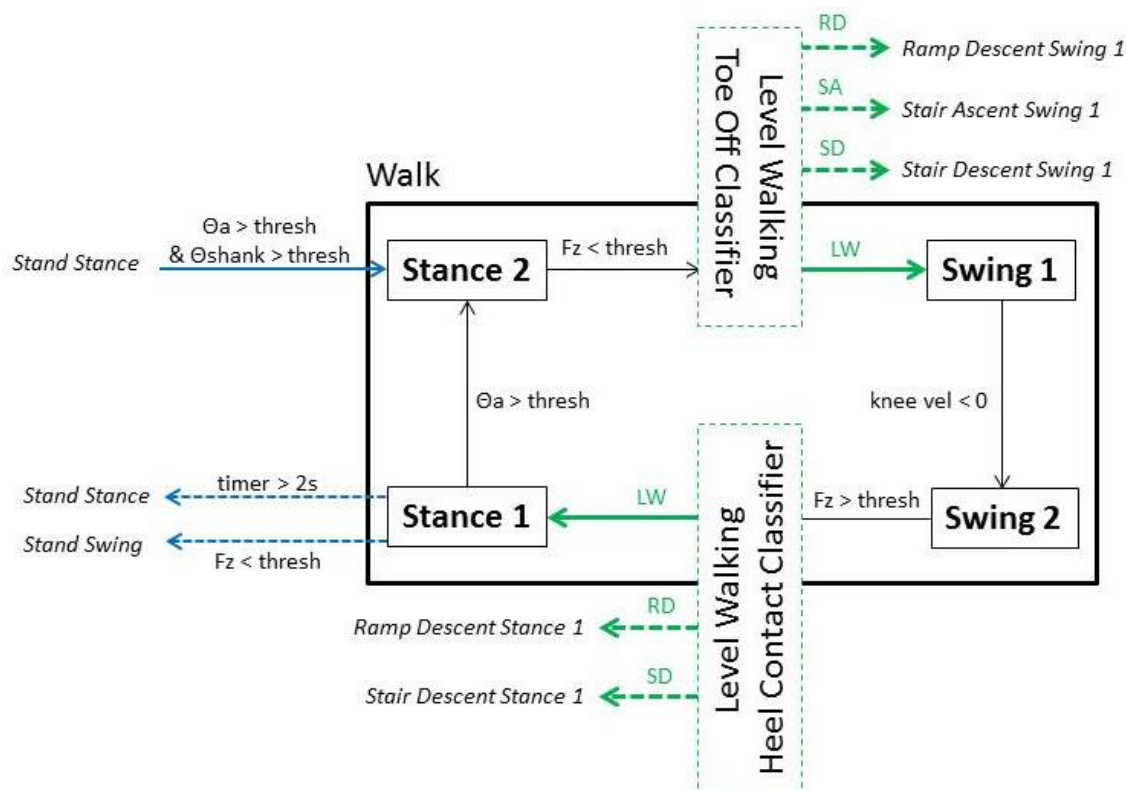 RD
Ramp Descent Swing 1
SA
Stair Ascent Swing 1
SD
Stair Descent Swing 1
Level Walking
Toe Off Classifier
Walk
Stand Stance
Θa > thresh
& Θshank > thresh
Stance 2
Fz < thresh
LW
Swing 1
Θa > thresh
knee vel < 0
Stand Stance
timer > 2s
Stand Swing
Fz < thresh
Stance 1
LW
Level Walking
Heel Contact Classifier
Fz > thresh
Swing 2
RD
Ramp Descent Stance 1
SD
Stair Descent Stance 1